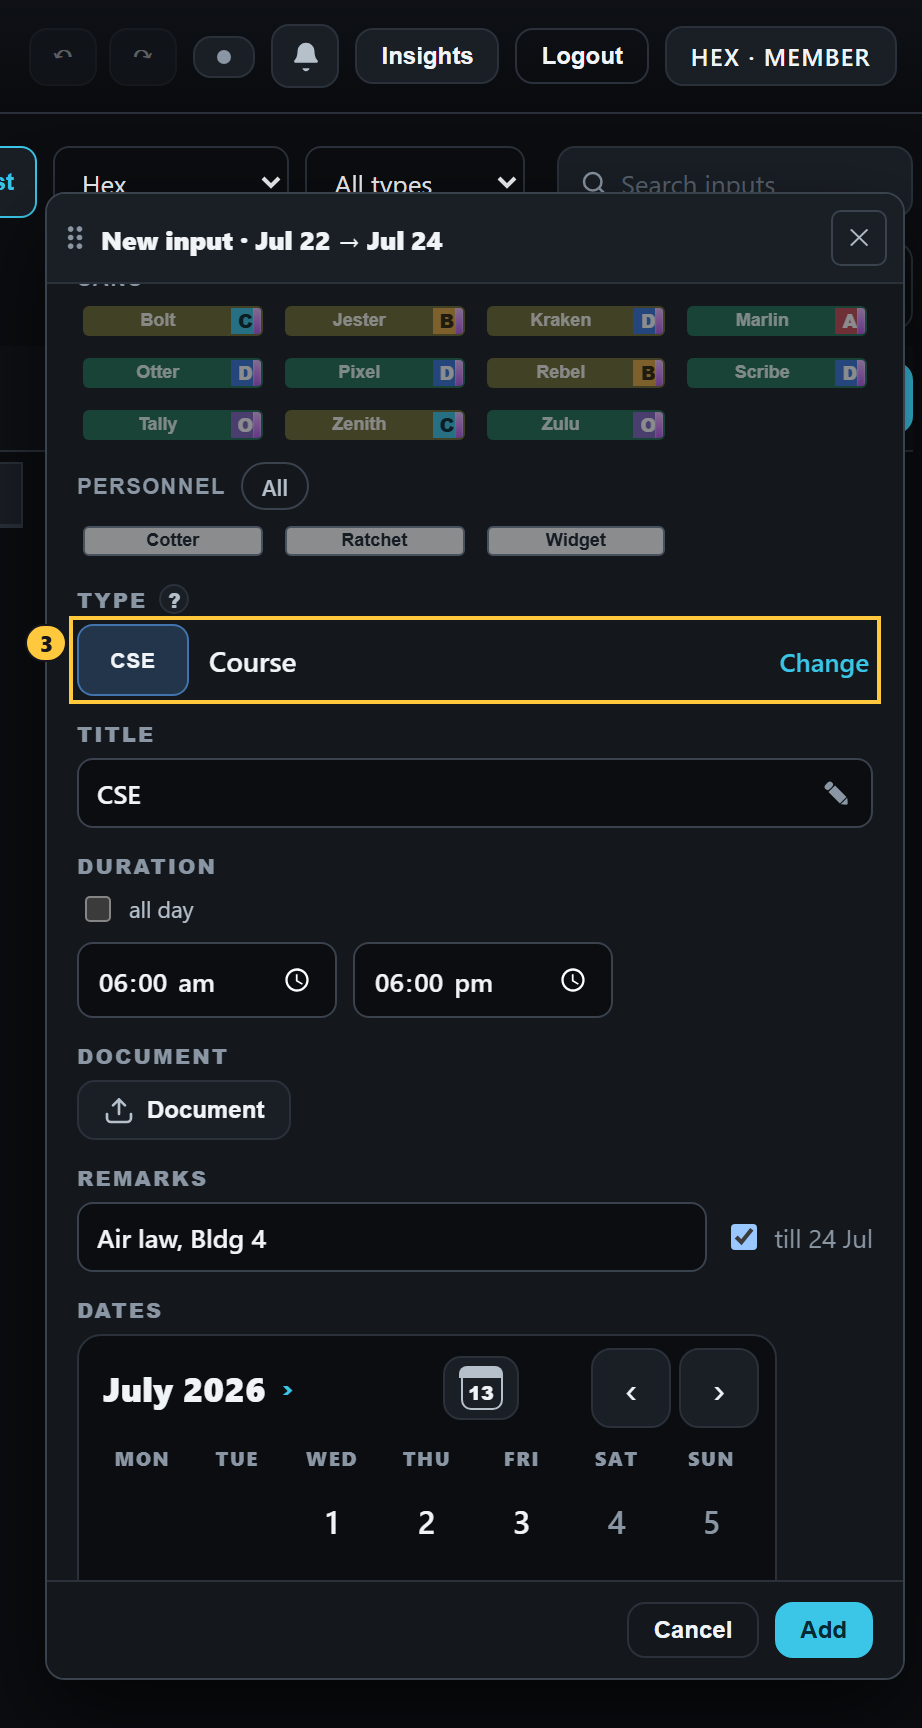 Insights
Logout
HEX · MEMBER
st
Hex
All types
Search inputs
New input · Jul 22 → Jul 24
Bolt C
Jester B
Kraken D
Marlin A
Otter D
Pixel D
Rebel B
Scribe D
Tally O
Zenith C
Zulu O
PERSONNEL
All
Cotter
Ratchet
Widget
TYPE ?
3
CSE
Course
Change
TITLE
CSE
DURATION
all day
06:00 am
06:00 pm
DOCUMENT
Document
REMARKS
Air law, Bldg 4
till 24 Jul
DATES
July 2026 ›
13
‹
›
MON TUE WED THU FRI SAT SUN
1 2 3 4 5
Cancel
Add